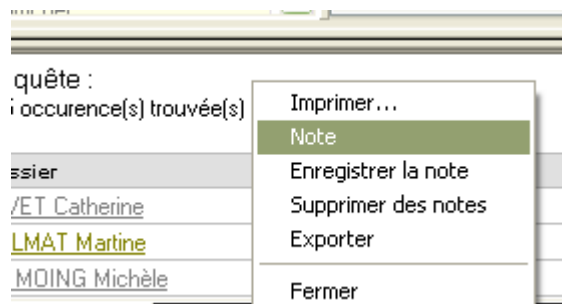 quête :
occurence(s) trouvée(s)
Imprimer...
Note
Enregistrer la note
Supprimer des notes
Exporter
Fermer
ssier
VET Catherine
LMAT Martine
MOING Michèle